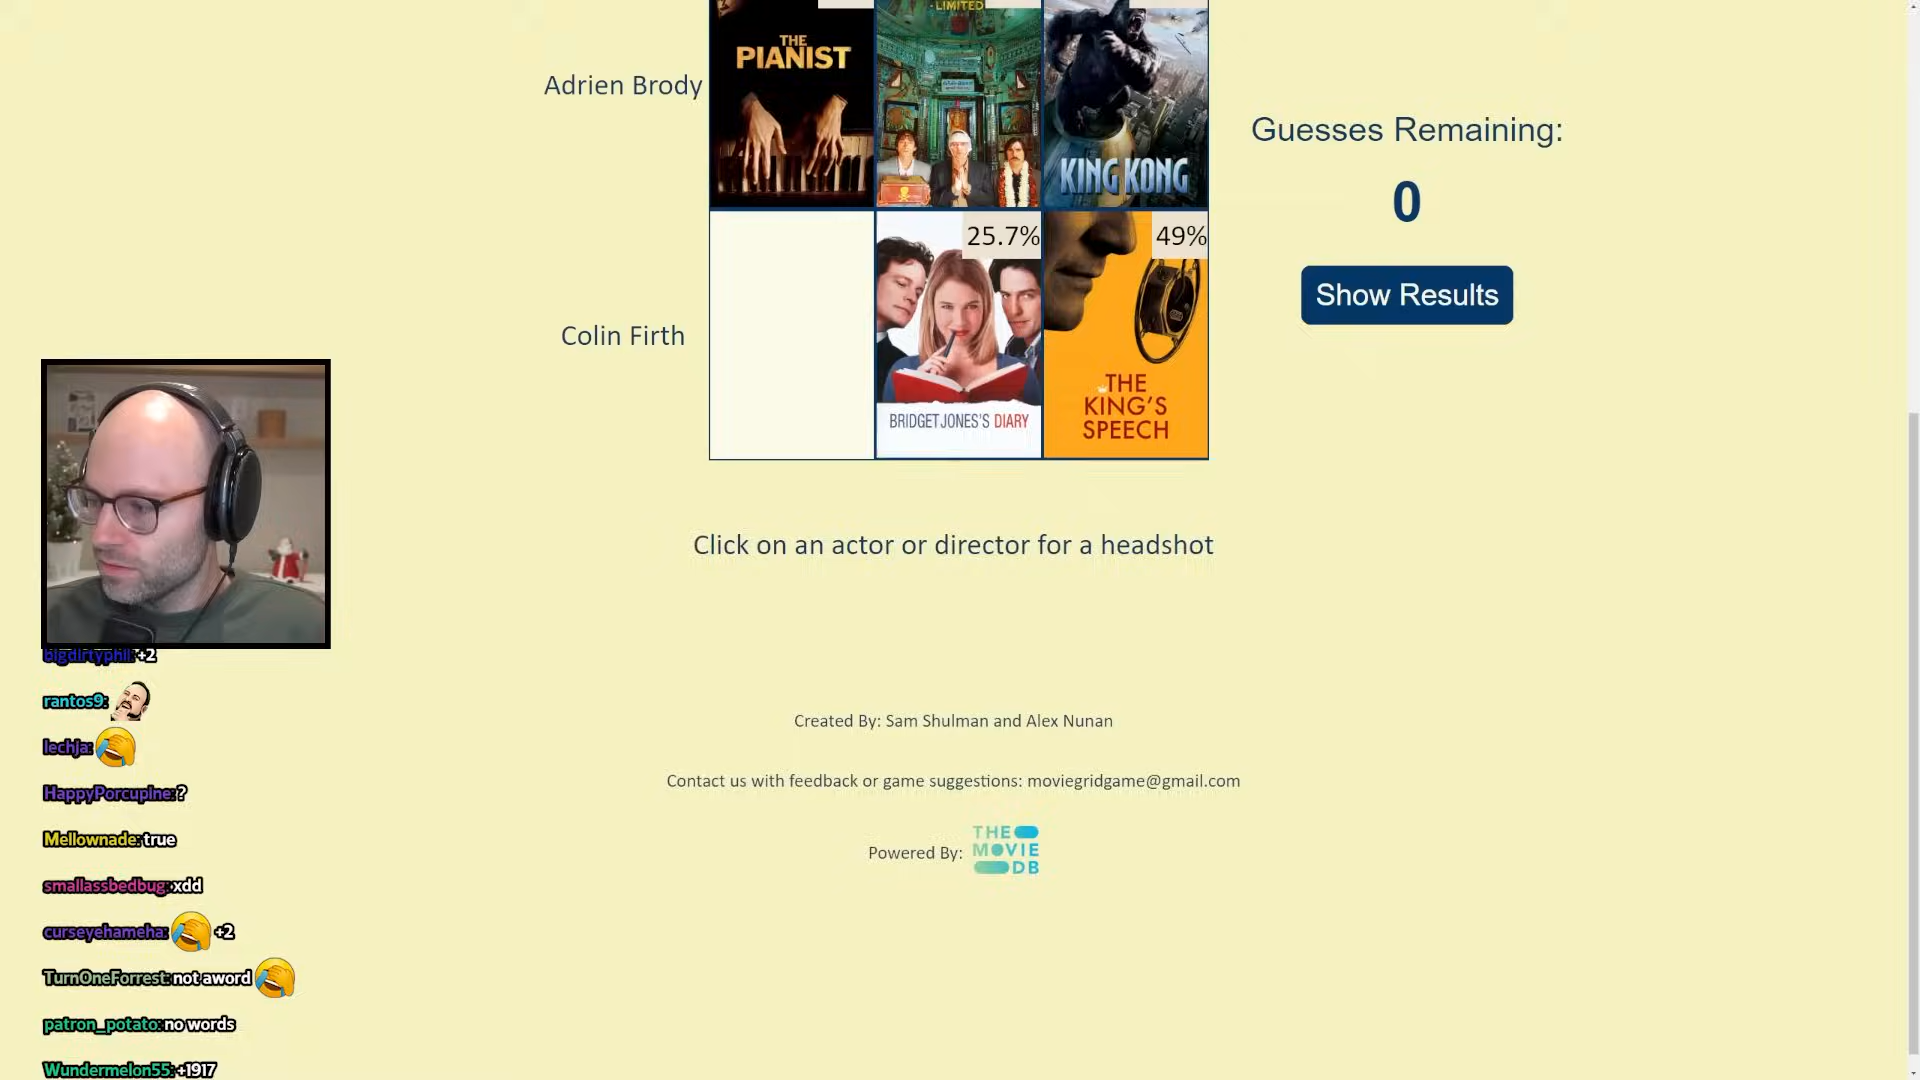 · LIMITED
THE
PIANIST
KING KONG
Adrien Brody
Guesses Remaining:
0
Show Results
25.7%
49%
Colin Firth
BRIDGET JONES'S DIARY
THE
KING'S
SPEECH
Click on an actor or director for a headshot
bigdirtyphil: +2
rantos9:
lechja:
HappyPorcupine: ?
Mellownade: true
smallassbedbug: xdd
curseyehameha: +2
TurnOneForrest: not aword
patron_potato: no words
Wundermelon55: +1917
Created By: Sam Shulman and Alex Nunan
Contact us with feedback or game suggestions: moviegridgame@gmail.com
Powered By:
THE
MOVIE
DB